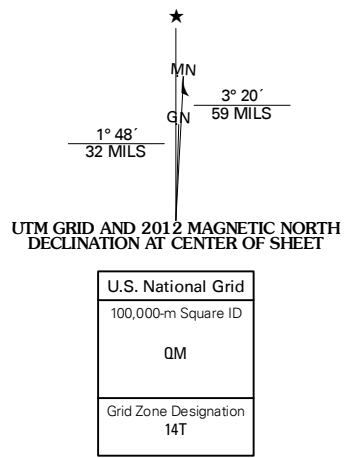 ★
MN
3° 20´
59 MILS
GN
1° 48´
32 MILS
UTM GRID AND 2012 MAGNETIC NORTH
DECLINATION AT CENTER OF SHEET
U.S. National Grid
100,000-m Square ID
QM
Grid Zone Designation
14T